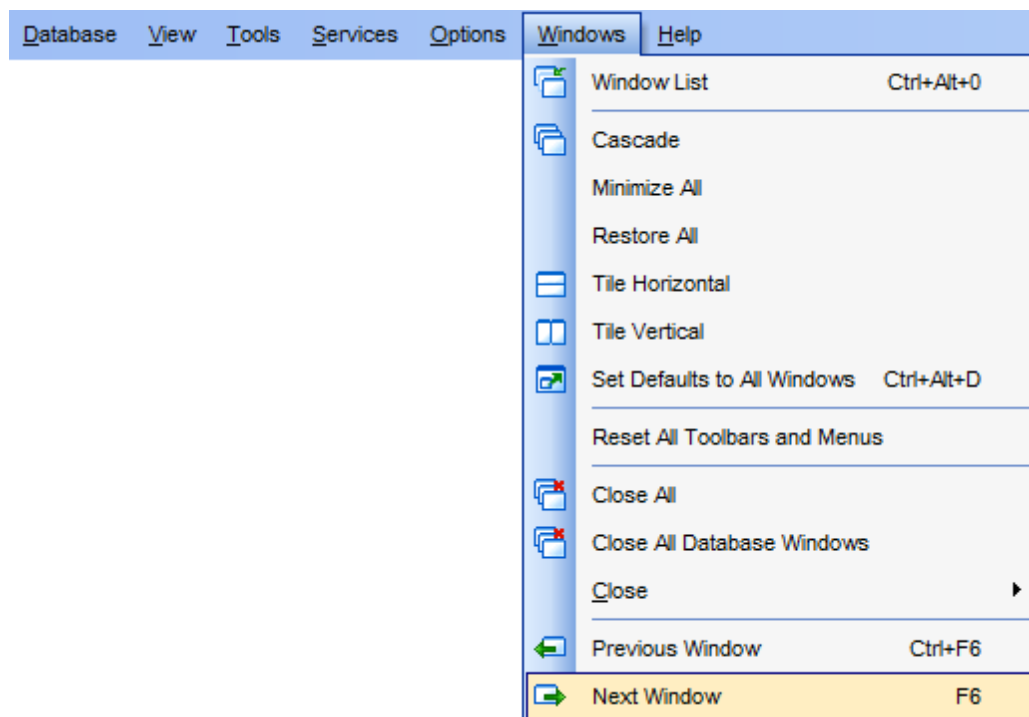 Database View Tools Services Options Windows Help
Window List Ctrl+Alt+0
Cascade
Minimize All
Restore All
Tile Horizontal
Tile Vertical
Set Defaults to All Windows Ctrl+Alt+D
Reset All Toolbars and Menus
Close All
Close All Database Windows
Close
Previous Window Ctrl+F6
Next Window F6